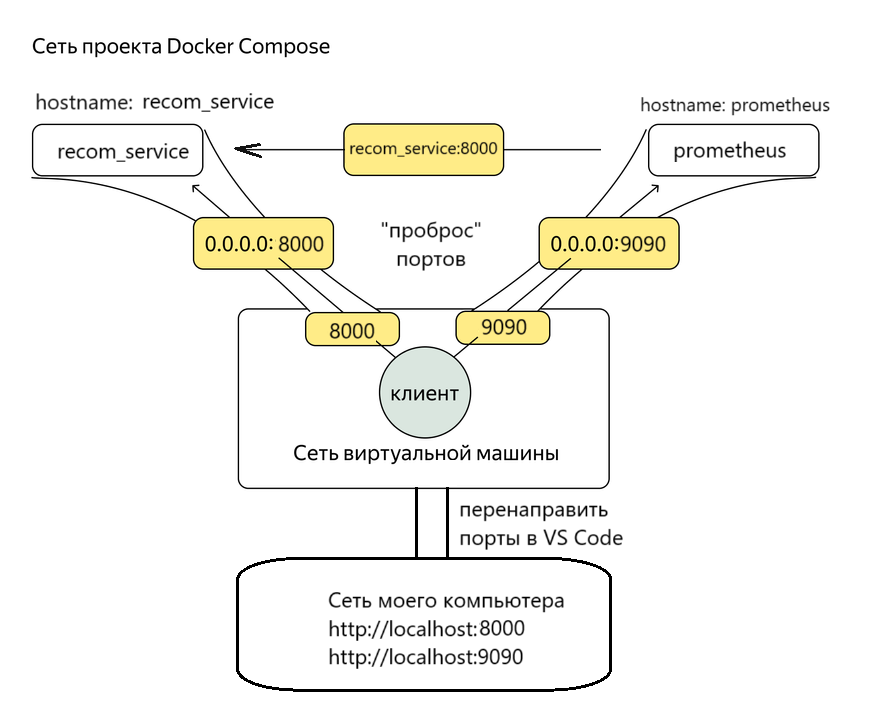 Сеть проекта Docker Compose
hostname: recom_service
hostname: prometheus
recom_service
recom_service:8000
prometheus
0.0.0.0: 8000
"проброс"
портов
0.0.0.0:9090
8000
9090
клиент
Сеть виртуальной машины
перенаправить
порты в VS Code
Сеть моего компьютера
http://localhost:8000
http://localhost:9090